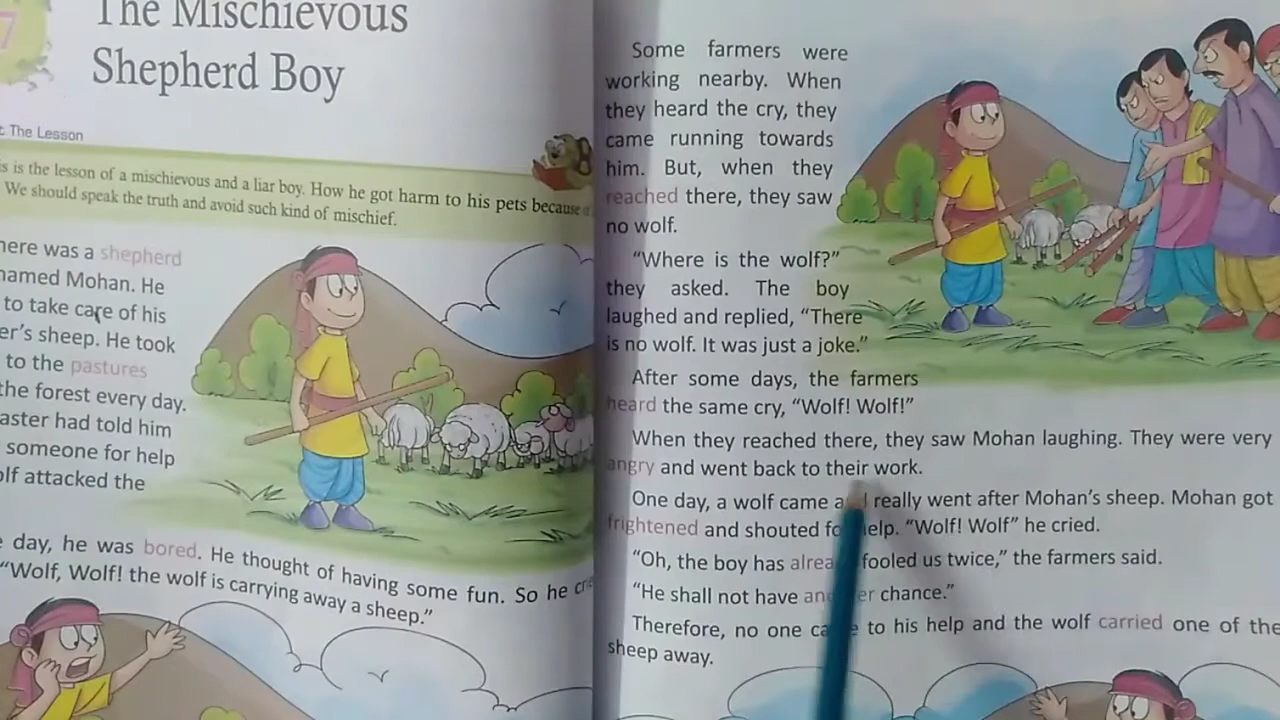 7
The Mischievous
Shepherd Boy
The Lesson
is the lesson of a mischievous and a liar boy. How he got harm to his pets because
We should speak the truth and avoid such kind of mischief.
was a shepherd
named Mohan. He
to take care of his
sheep. He took
to the pastures
the forest every day.
had told him
someone for help
attacked the
day, he was bored. He thought of having some fun. So he
"Wolf, Wolf! the wolf is carrying away a sheep."
Some farmers were
working nearby. When
they heard the cry, they
came running towards
him. But, when they
reached there, they saw
no wolf.
"Where is the wolf?"
they asked. The boy
laughed and replied, "There
is no wolf. It was just a joke."
After some days, the farmers
heard the same cry, "Wolf! Wolf!"
When they reached there, they saw Mohan laughing. They were very
angry and went back to their work.
One day, a wolf came really went after Mohan's sheep. Mohan got
frightened and shouted help. "Wolf! Wolf" he cried.
"Oh, the boy has fooled us twice," the farmers said.
"He shall not have chance."
Therefore, no one to his help and the wolf carried one of the
sheep away.